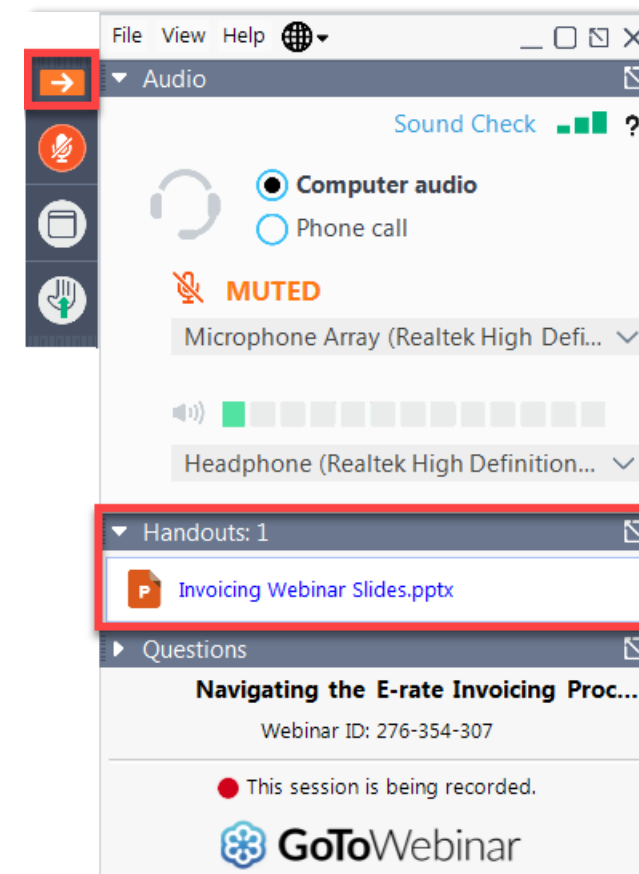 File View Help
Audio
Sound Check ?
Computer audio
Phone call
MUTED
Microphone Array (Realtek High Defi...
Headphone (Realtek High Definition...
Handouts: 1
P Invoicing Webinar Slides.pptx
Questions
Navigating the E-rate Invoicing Proc...
Webinar ID: 276-354-307
This session is being recorded.
GoToWebinar